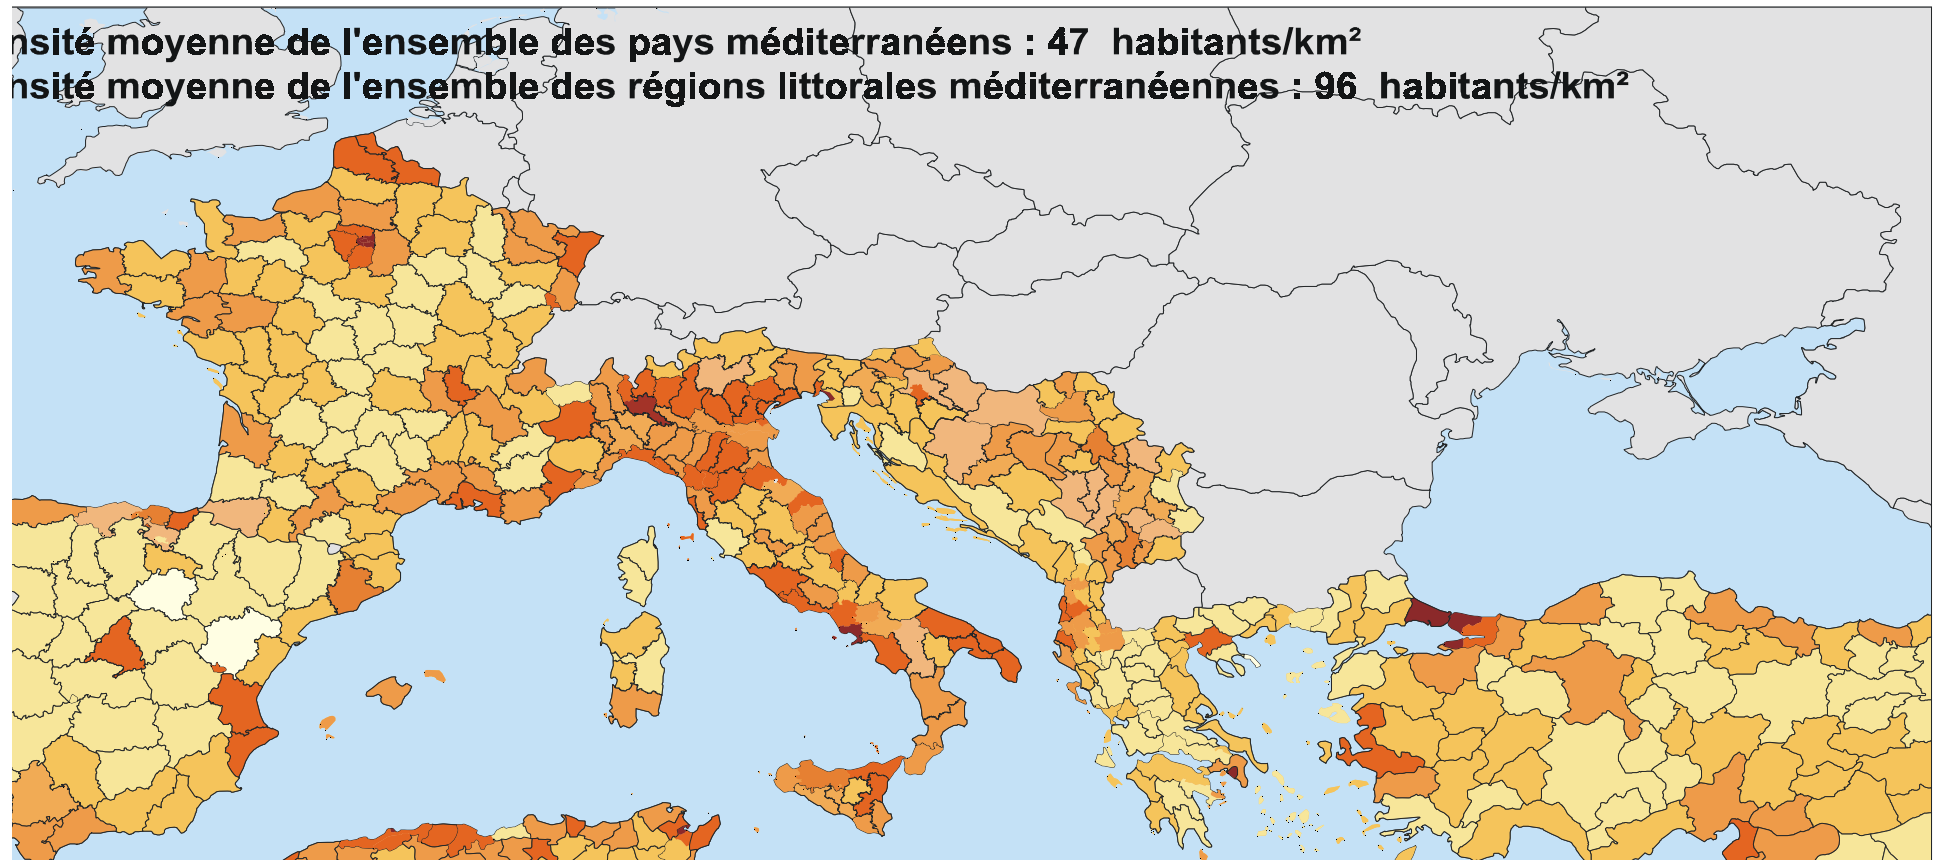 nsité moyenne de l'ensemble des pays méditerranéens : 47 habitants/km²
nsité moyenne de l'ensemble des régions littorales méditerranéennes : 96 habitants/km²